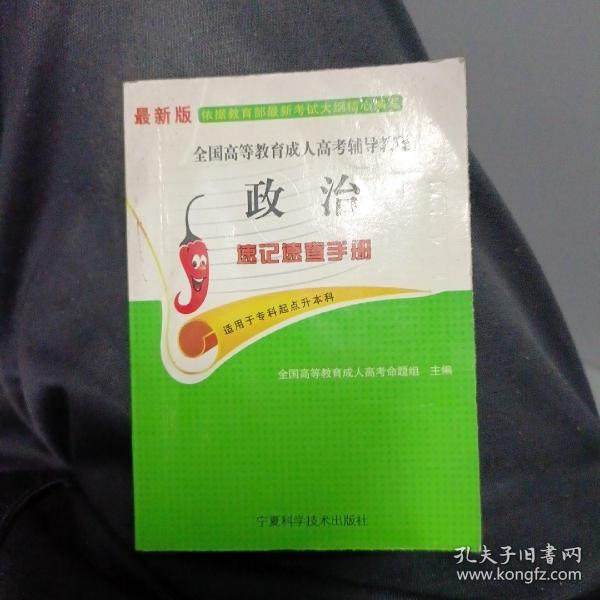 最新版 依据教育部最新考试大纲精心编写
全国高等教育成人高考辅导教程
政治
速记速查手册
适用于专科起点升本科
全国高等教育成人高考命题组 主编
宁夏科学技术出版社
孔夫子旧书网
www.kongfz.com